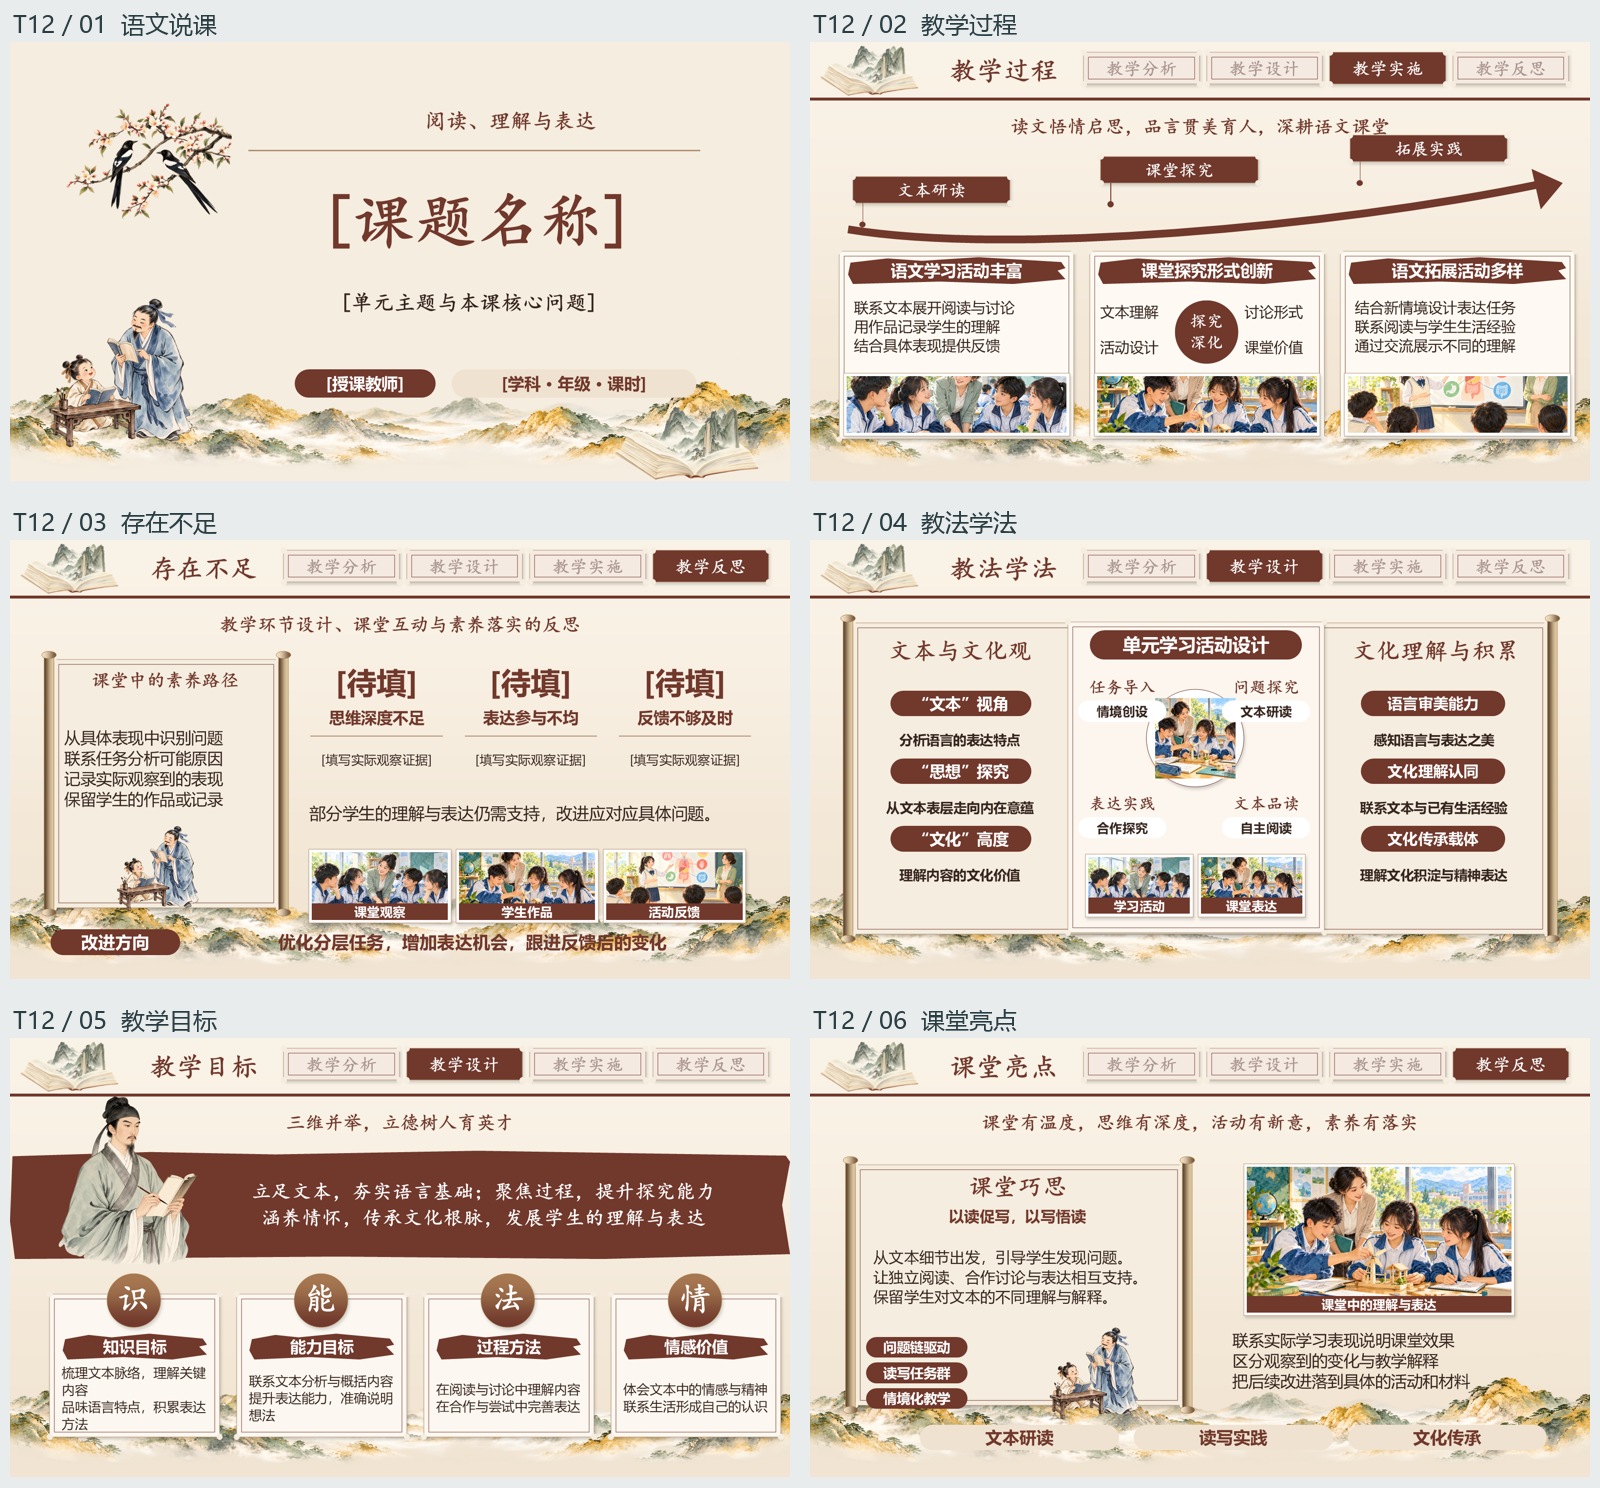 T12 / 01 语文说课
阅读、理解与表达
[课题名称]
[单元主题与本课核心问题]
[授课教师]
[学科·年级·课时]
T12 / 02 教学过程
教学过程
教学分析
教学设计
教学实施
教学反思
读文悟情启思，品言贯美育人，深耕语文课堂
文本研读
课堂探究
拓展实践
语文学习活动丰富
联系文本展开阅读与讨论
用作品记录学生的理解
结合具体表现提供反馈
课堂探究形式创新
文本理解
讨论形式
探究
深化
活动设计
课堂价值
语文拓展活动多样
结合新情境设计表达任务
联系阅读与学生生活经验
通过交流展示不同的理解
T12 / 03 存在不足
存在不足
教学分析
教学设计
教学实施
教学反思
教学环节设计、课堂互动与素养落实的反思
课堂中的素养路径
从具体表现中识别问题
联系任务分析可能原因
记录实际观察到的表现
保留学生的作品或记录
[待填]
思维深度不足
[填写实际观察证据]
[待填]
表达参与不均
[填写实际观察证据]
[待填]
反馈不够及时
[填写实际观察证据]
部分学生的理解与表达仍需支持，改进应对应具体问题。
课堂观察
学生作品
活动反馈
改进方向
优化分层任务，增加表达机会，跟进反馈后的变化
T12 / 04 教法学法
教法学法
教学分析
教学设计
教学实施
教学反思
文本与文化观
“文本”视角
分析语言的表达特点
“思想”探究
从文本表层走向内在意蕴
“文化”高度
理解内容的文化价值
单元学习活动设计
任务导入
情境创设
问题探究
文本研读
表达实践
合作探究
文本品读
自主阅读
学习活动
课堂表达
文化理解与积累
语言审美能力
感知语言与表达之美
文化理解认同
联系文本与已有生活经验
文化传承载体
理解文化积淀与精神表达
T12 / 05 教学目标
教学目标
教学分析
教学设计
教学实施
教学反思
三维并举，立德树人育英才
立足文本，夯实语言基础；聚焦过程，提升探究能力
涵养情怀，传承文化根脉，发展学生的理解与表达
识
知识目标
梳理文本脉络，理解关键
内容
品味语言特点，积累表达
方法
能
能力目标
联系文本分析与概括内容
提升表达能力，准确说明
想法
法
过程方法
在阅读与讨论中理解内容
在合作与尝试中完善表达
情
情感价值
体会文本中的情感与精神
联系生活形成自己的认识
T12 / 06 课堂亮点
课堂亮点
教学分析
教学设计
教学实施
教学反思
课堂有温度，思维有深度，活动有新意，素养有落实
课堂巧思
以读促写，以写悟读
从文本细节出发，引导学生发现问题。
让独立阅读、合作讨论与表达相互支持。
保留学生对文本的不同理解与解释。
问题链驱动
读写任务群
情境化教学
课堂中的理解与表达
联系实际学习表现说明课堂效果
区分观察到的变化与教学解释
把后续改进落到具体的活动和材料
文本研读
读写实践
文化传承